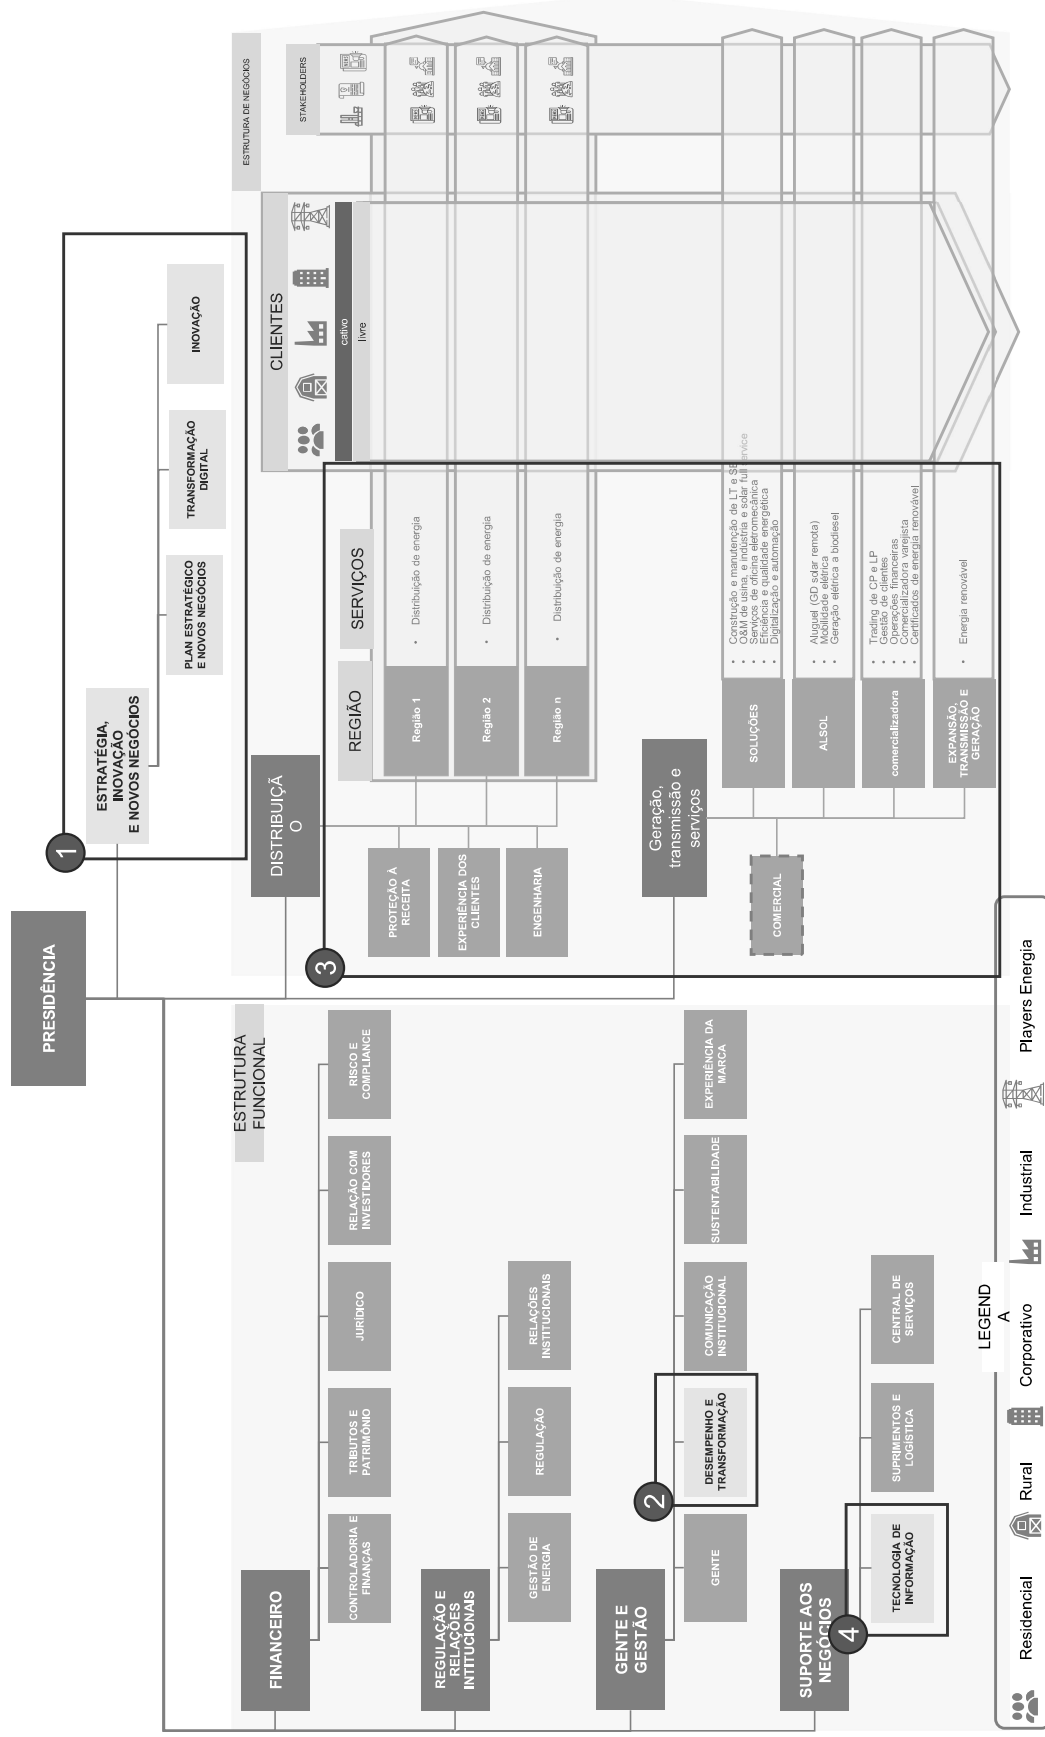 PRESIDÊNCIA
1
ESTRATÉGIA,
INOVAÇÃO
E NOVOS NEGÓCIOS
PLAN ESTRATÉGICO
E NOVOS NEGÓCIOS
TRANSFORMAÇÃO
DIGITAL
INOVAÇÃO
ESTRUTURA
FUNCIONAL
FINANCEIRO
CONTROLADORIA E
FINANÇAS
TRIBUTOS E
PATRIMÔNIO
JURÍDICO
RELAÇÃO COM
INVESTIDORES
RISCO E
COMPLIANCE
REGULAÇÃO E
RELAÇÕES
INTITUCIONAIS
GESTÃO DE
ENERGIA
REGULAÇÃO
RELAÇÕES
INSTITUCIONAIS
GENTE E
GESTÃO
2
GENTE
DESEMPENHO E
TRANSFORMAÇÃO
COMUNICAÇÃO
INSTITUCIONAL
SUSTENTABILIDADE
EXPERIÊNCIA DA
MARCA
SUPORTE AOS
NEGÓCIOS
4
TECNOLOGIA DE
INFORMAÇÃO
SUPRIMENTOS E
LOGÍSTICA
CENTRAL DE
SERVIÇOS
ESTRUTURA DE NEGÓCIOS
STAKEHOLDERS
CLIENTES
cativo
livre
3
DISTRIBUIÇÃ
O
REGIÃO
SERVIÇOS
PROTEÇÃO À
RECEITA
EXPERIÊNCIA DOS
CLIENTES
ENGENHARIA
Região 1
• Distribuição de energia
Região 2
• Distribuição de energia
Região n
• Distribuição de energia
Geração,
transmissão e
serviços
COMERCIAL
SOLUÇÕES
• Construção e manutenção de LT e SE
• O&M de usina, e indústria e solar full service
• Serviços de oficina eletromecânica
• Eficiência e qualidade energética
• Digitalização e automação
ALSOL
• Aluguel (GD solar remota)
• Mobilidade elétrica
• Geração elétrica a biodiesel
comercializadora
• Trading de CP e LP
• Gestão de clientes
• Operações financeiras
• Comercializadora varejista
• Certificados de energia renovável
EXPANSÃO,
TRANSMISSÃO E
GERAÇÃO
• Energia renovável
LEGEND
A
Residencial
Rural
Corporativo
Industrial
Players Energia